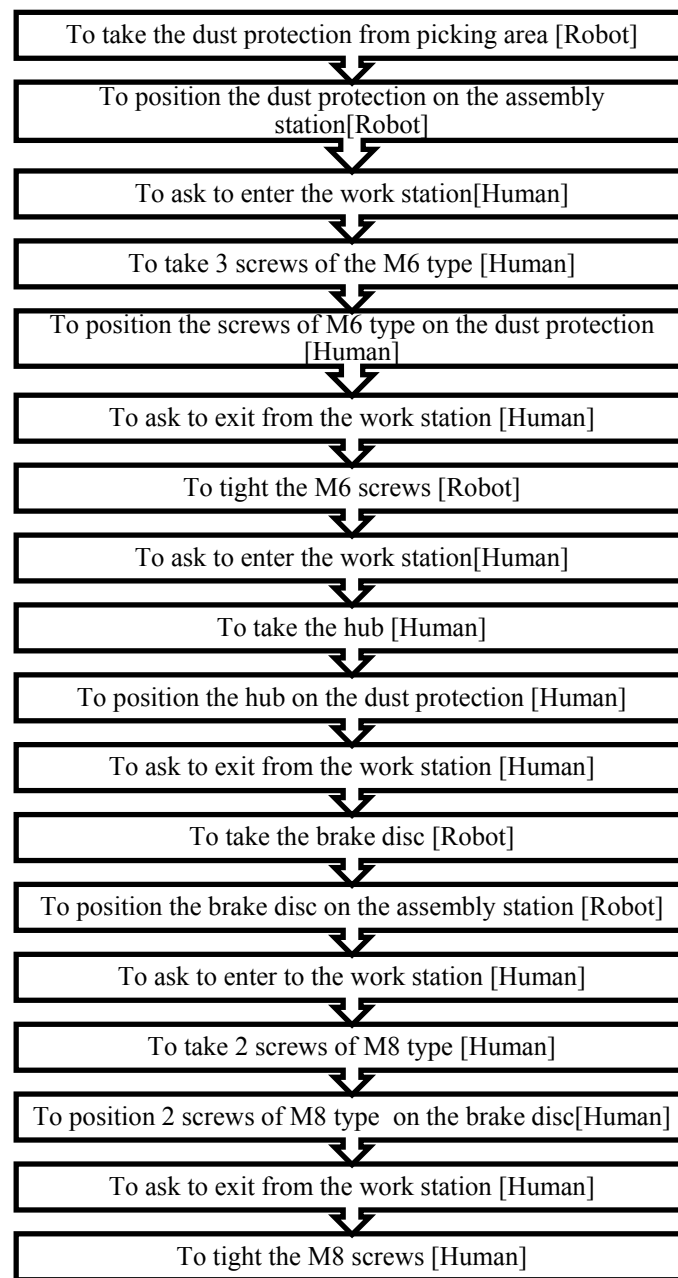 To take the dust protection from picking area [Robot]
To position the dust protection on the assembly
station[Robot]
To ask to enter the work station[Human]
To take 3 screws of the M6 type [Human]
To position the screws of M6 type on the dust protection
[Human]
To ask to exit from the work station [Human]
To tight the M6 screws [Robot]
To ask to enter the work station[Human]
To take the hub [Human]
To position the hub on the dust protection [Human]
To ask to exit from the work station [Human]
To take the brake disc [Robot]
To position the brake disc on the assembly station [Robot]
To ask to enter to the work station [Human]
To take 2 screws of M8 type [Human]
To position 2 screws of M8 type  on the brake disc[Human]
To ask to exit from the work station [Human]
To tight the M8 screws [Human]